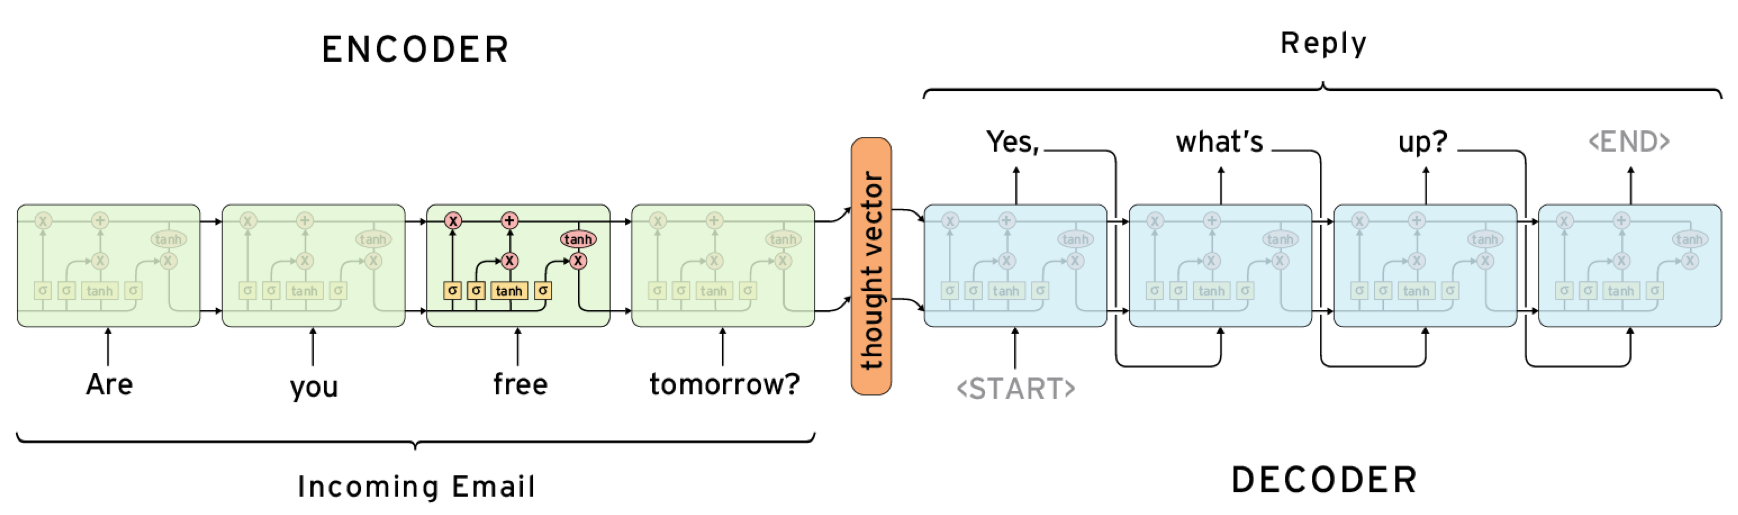 ENCODER
Reply
Yes, what's up? <END>
x + tanh x σ σ tanh σ
x + tanh x σ σ tanh σ
x + tanh x x σ σ tanh σ
x + tanh x σ σ tanh σ
thought vector
x + tanh x x σ σ tanh σ
x + tanh x x σ σ tanh σ
x + tanh x x σ σ tanh σ
x + tanh x x σ σ tanh σ
Are you free tomorrow? <START>
Incoming Email
DECODER